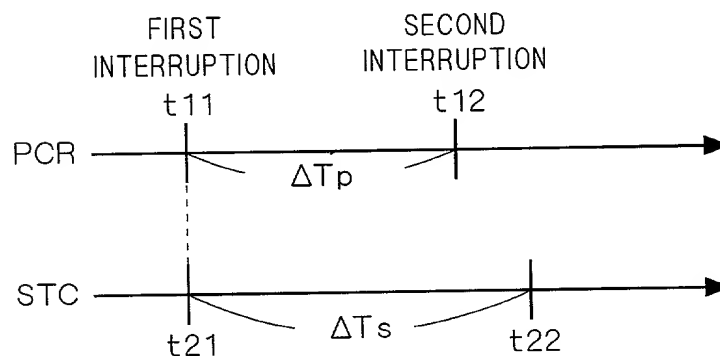 FIRST
INTERRUPTION
SECOND
INTERRUPTION
t11
t12
PCR
ΔTp
STC
t21
ΔTs
t22